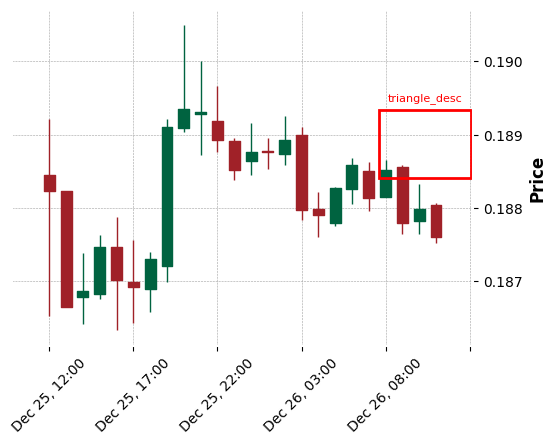 triangle_desc
0.190
0.189
0.188
0.187
Price
Dec 25, 12:00
Dec 25, 17:00
Dec 25, 22:00
Dec 26, 03:00
Dec 26, 08:00